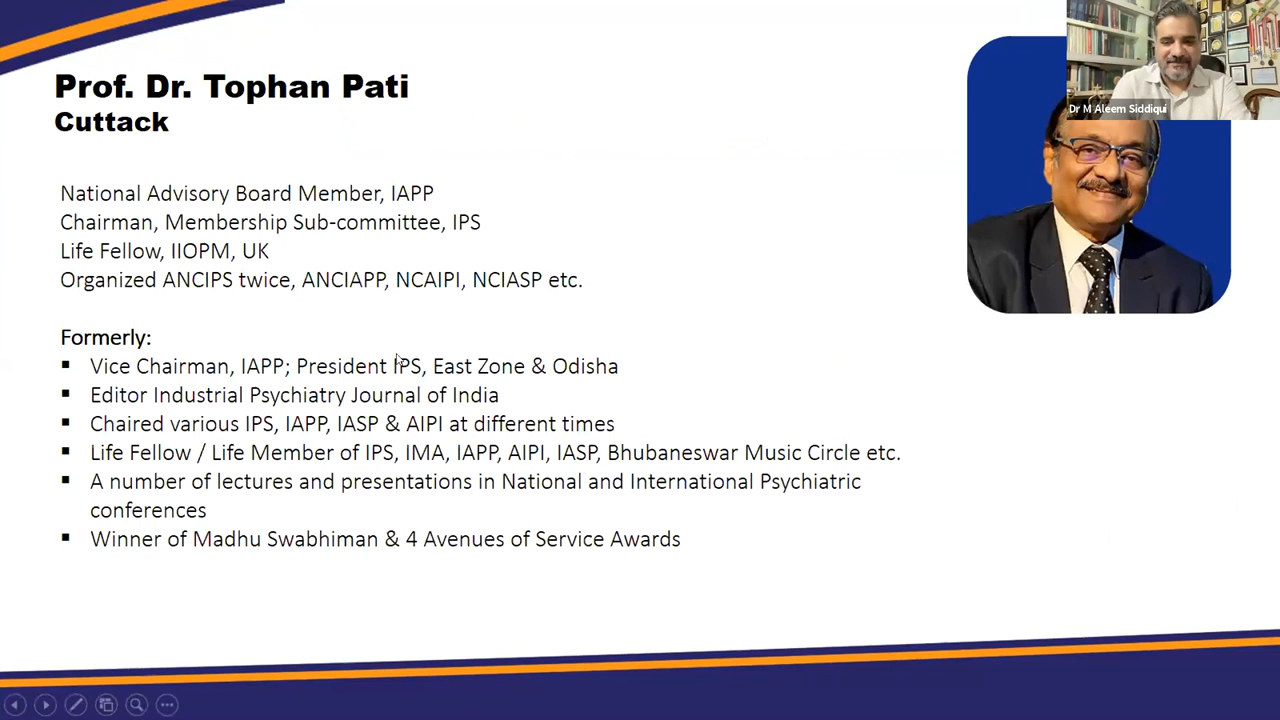 Prof. Dr. Tophan Pati
Cuttack
Dr M Aleem Siddiqui
National Advisory Board Member, IAPP
Chairman, Membership Sub-committee, IPS
Life Fellow, IIOPM, UK
Organized ANCIPS twice, ANCIAPP, NCAIPI, NCIASP etc.
Formerly:
▪ Vice Chairman, IAPP; President IPS, East Zone & Odisha
▪ Editor Industrial Psychiatry Journal of India
▪ Chaired various IPS, IAPP, IASP & AIPI at different times
▪ Life Fellow / Life Member of IPS, IMA, IAPP, AIPI, IASP, Bhubaneswar Music Circle etc.
▪ A number of lectures and presentations in National and International Psychiatric
conferences
▪ Winner of Madhu Swabhiman & 4 Avenues of Service Awards